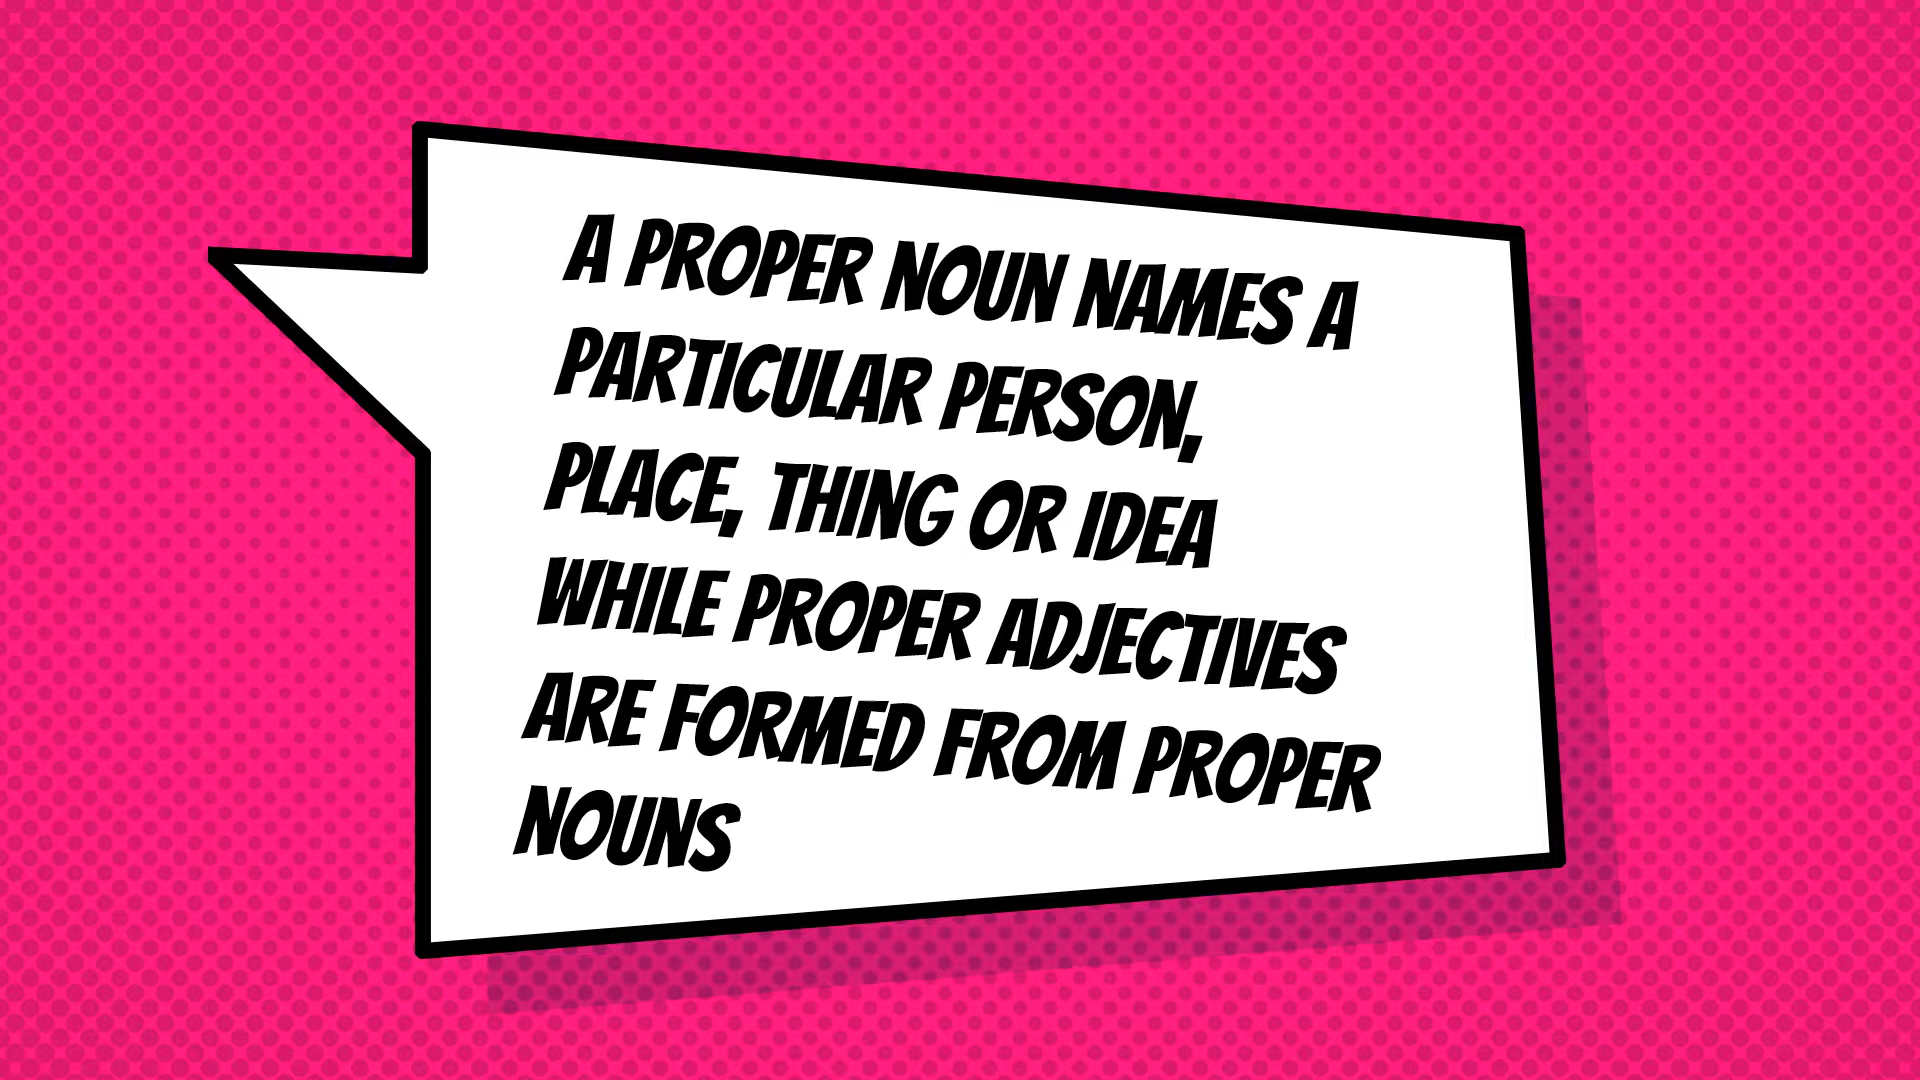 A PROPER NOUN NAMES A
PARTICULAR PERSON,
PLACE, THING OR IDEA
WHILE PROPER ADJECTIVES
ARE FORMED FROM PROPER
NOUNS